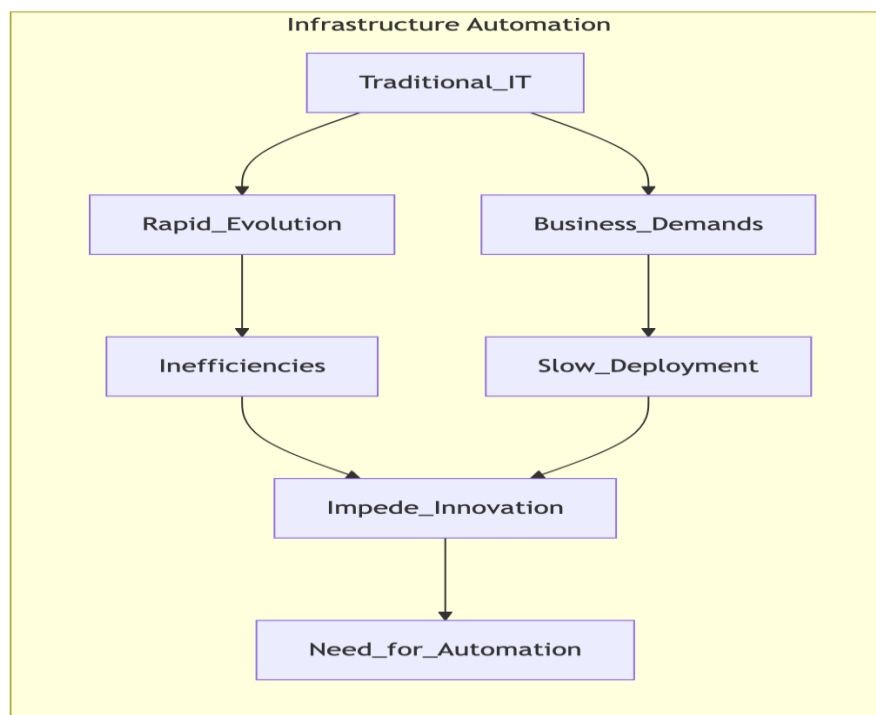 Infrastructure Automation
Traditional_IT
Rapid_Evolution
Business_Demands
Inefficiencies
Slow_Deployment
Impede_Innovation
Need_for_Automation